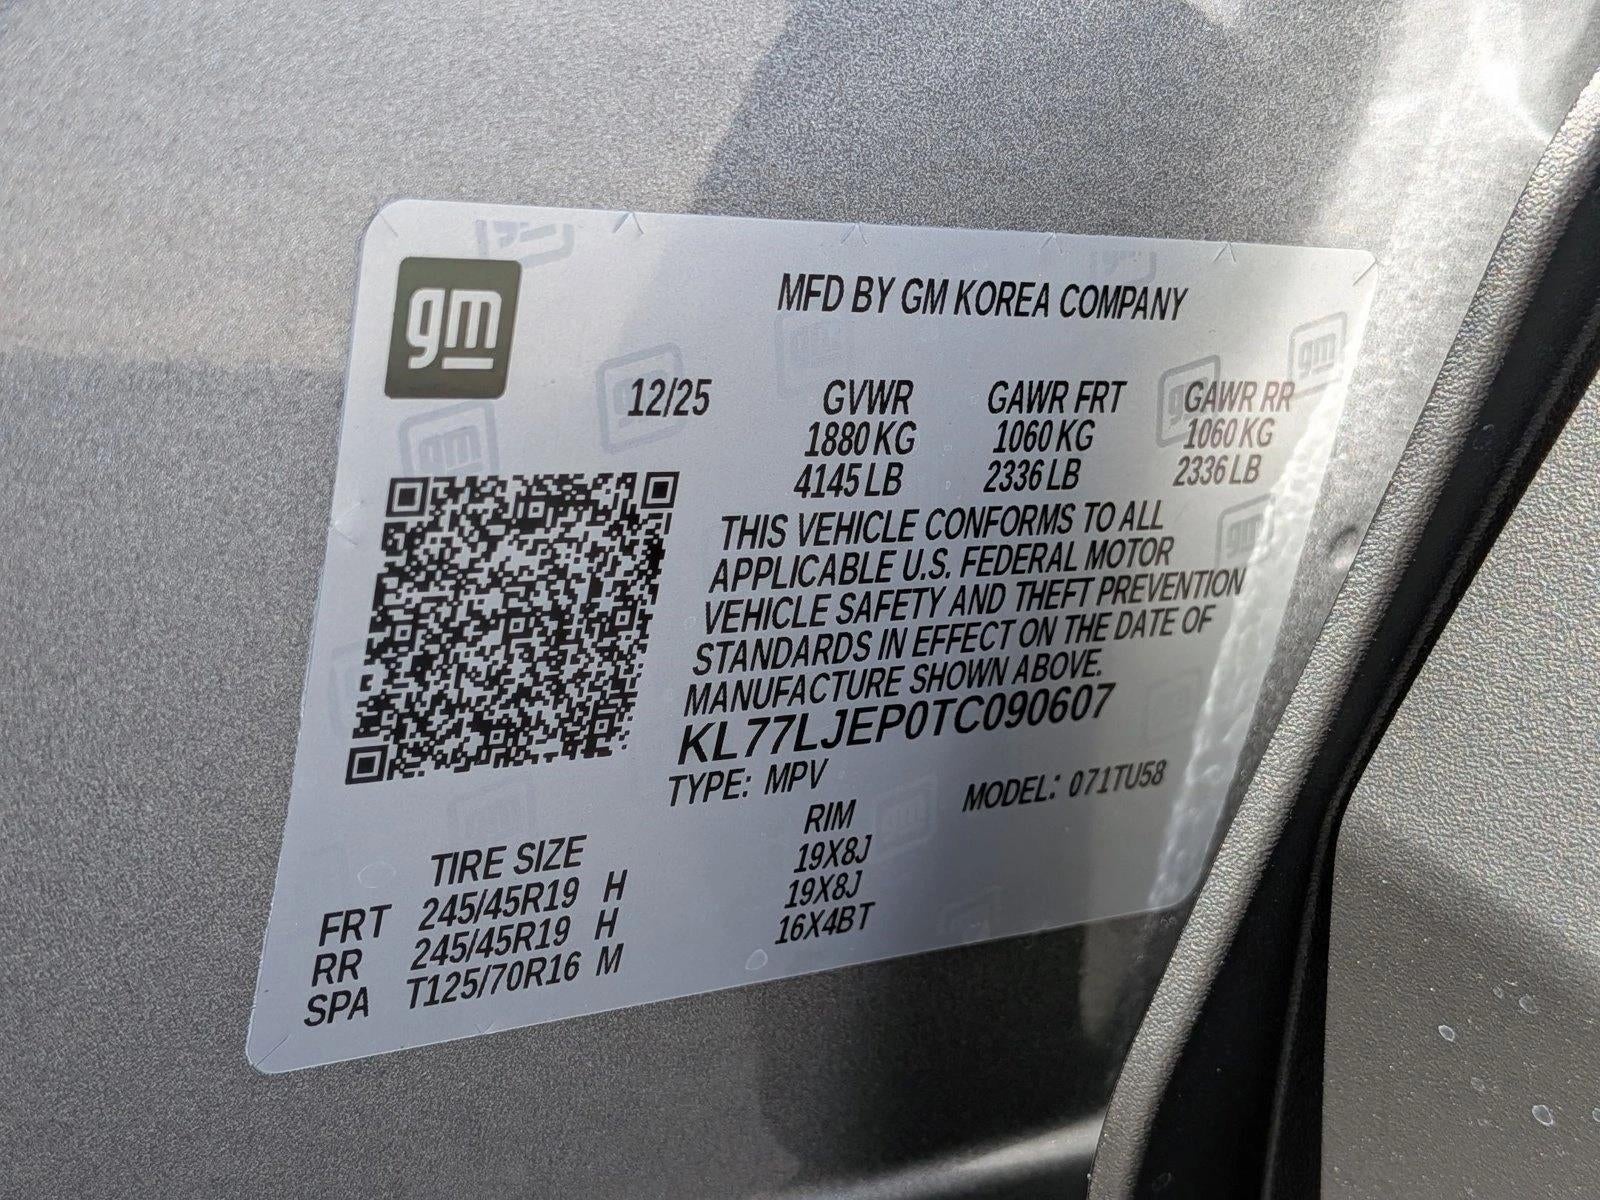 gm
MFD BY GM KOREA COMPANY
12/25 GVWR GAWR FRT GAWR RR
1880 KG 1060 KG 1060 KG
4145 LB 2336 LB 2336 LB
THIS VEHICLE CONFORMS TO ALL
APPLICABLE U.S. FEDERAL MOTOR
VEHICLE SAFETY AND THEFT PREVENTION
STANDARDS IN EFFECT ON THE DATE OF
MANUFACTURE SHOWN ABOVE.
KL77LJEP0TC090607
TYPE: MPV MODEL: 071TU58
TIRE SIZE RIM
FRT 245/45R19 H 19X8J
RR 245/45R19 H 19X8J
SPA T125/70R16 M 16X4BT